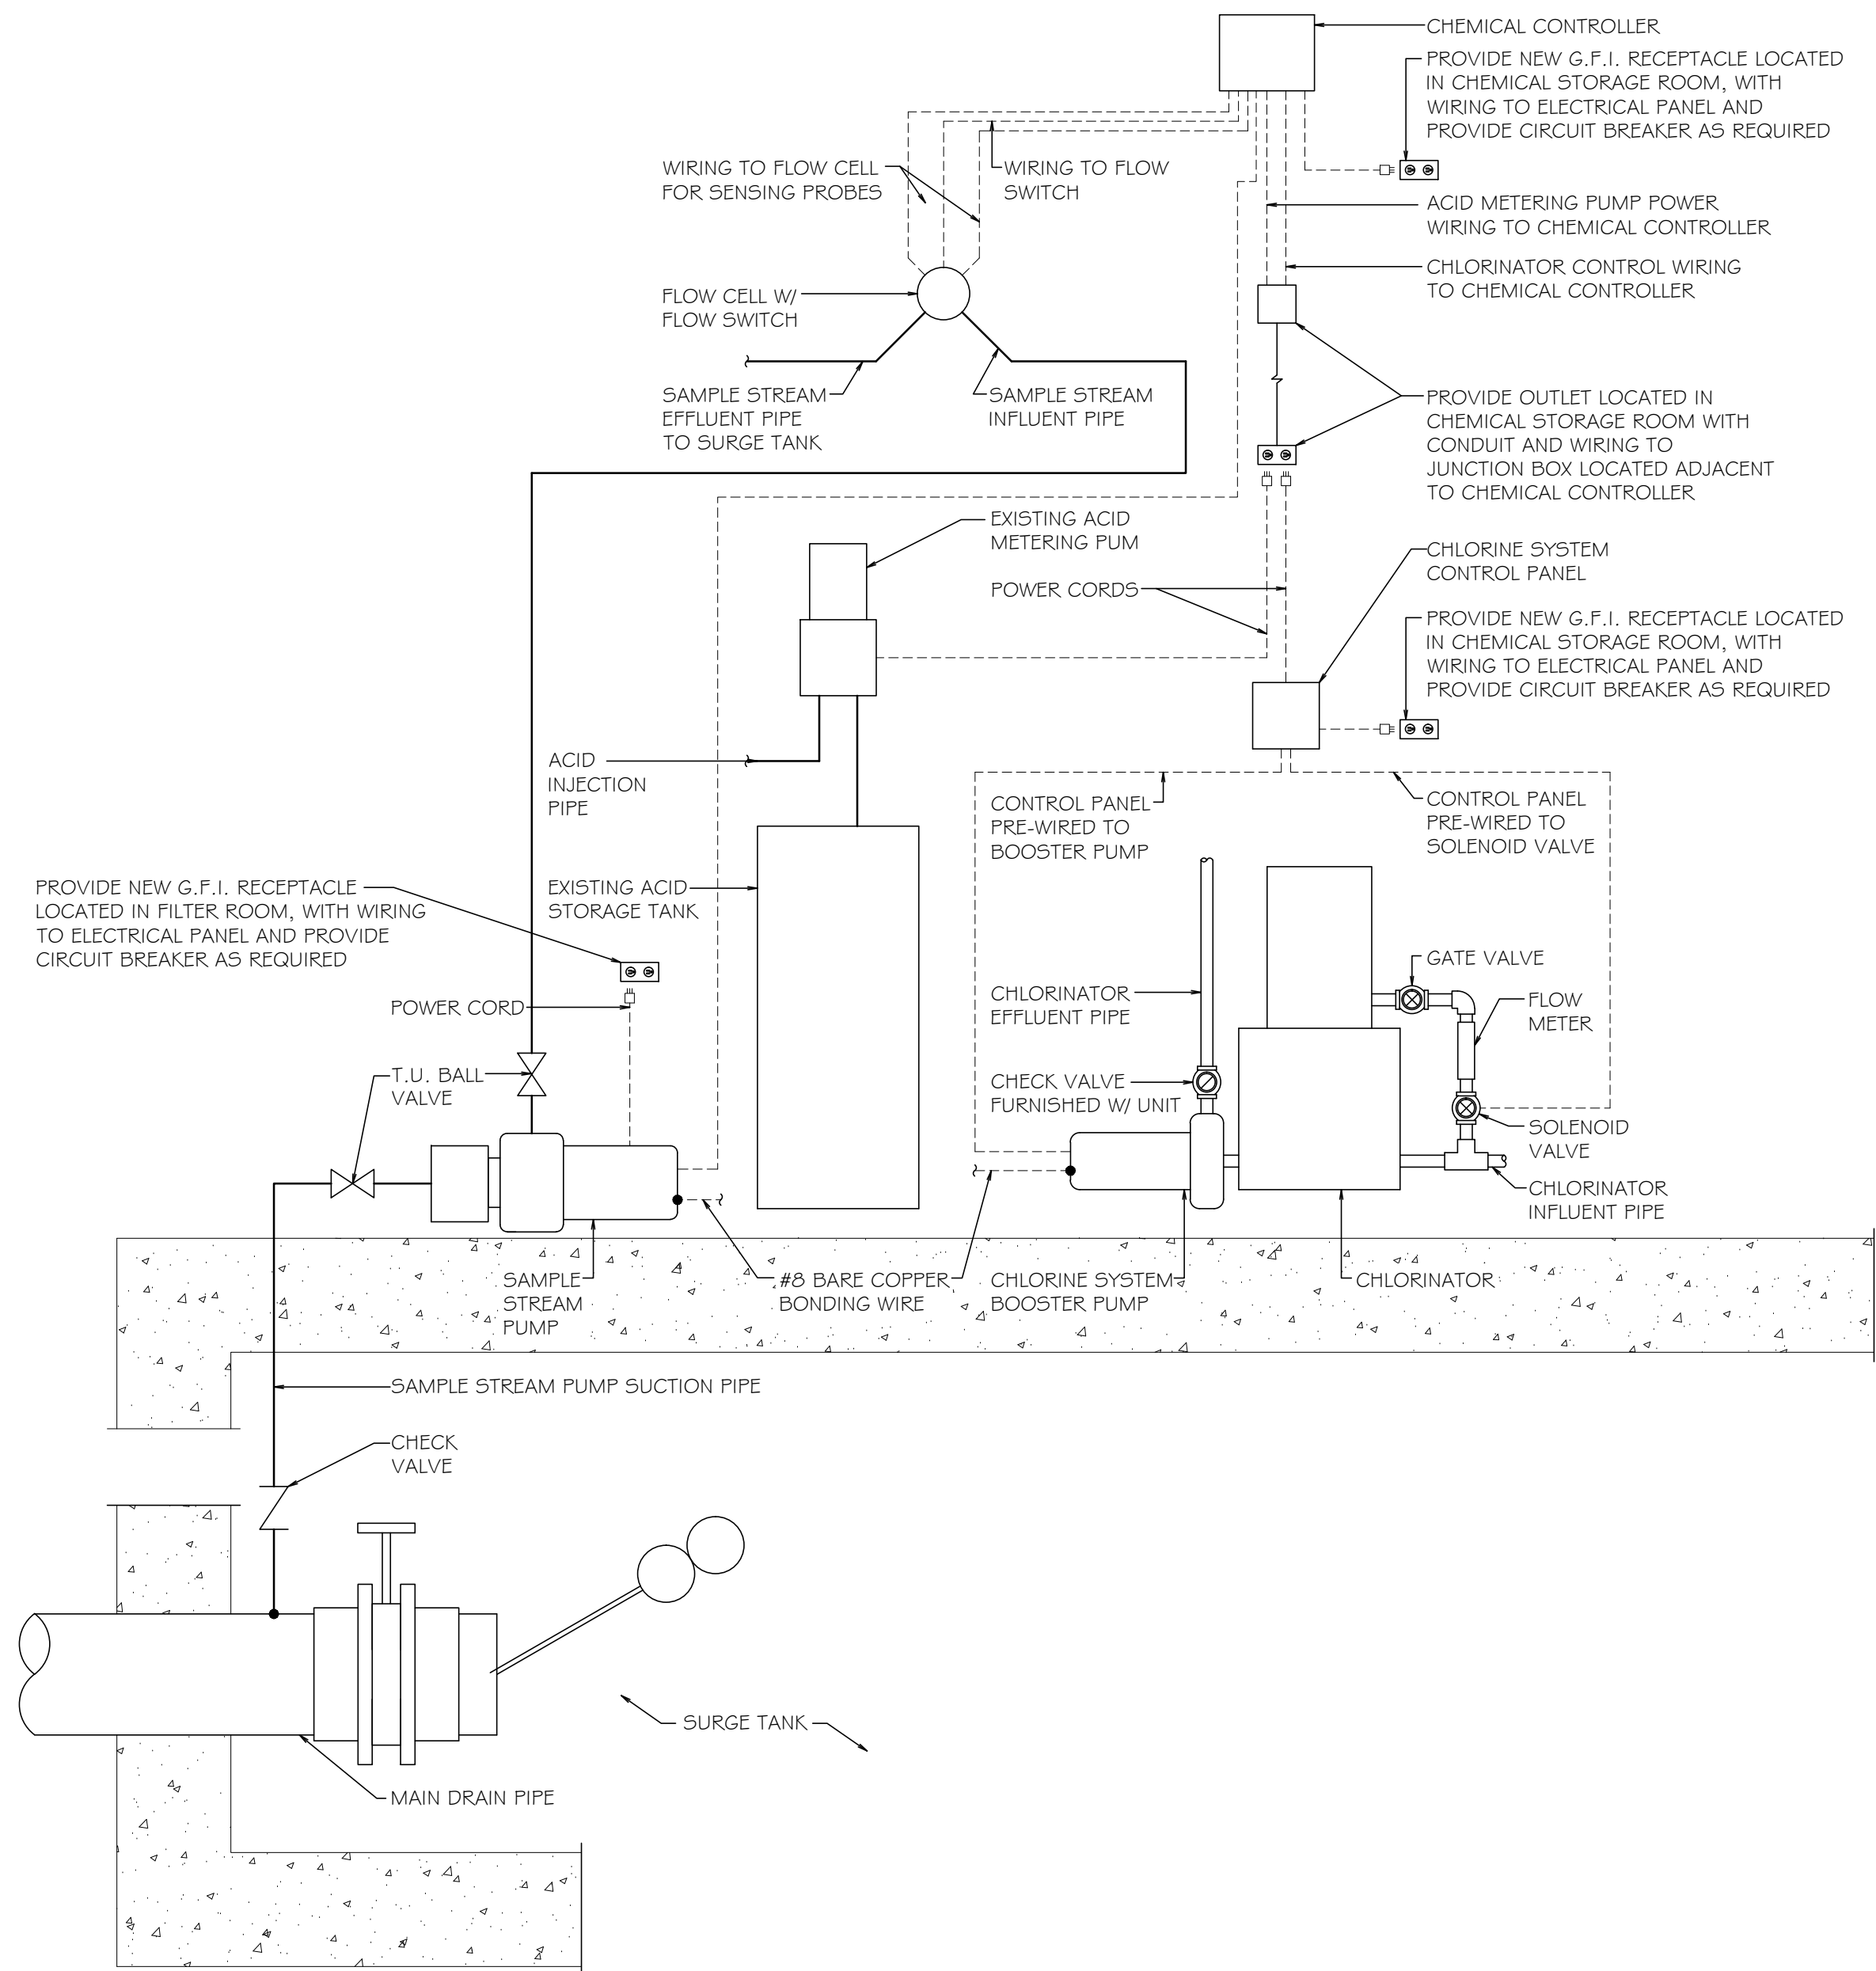 CHEMICAL CONTROLLER
PROVIDE NEW G.F.I. RECEPTACLE LOCATED
IN CHEMICAL STORAGE ROOM, WITH
WIRING TO ELECTRICAL PANEL AND
PROVIDE CIRCUIT BREAKER AS REQUIRED
WIRING TO FLOW CELL
FOR SENSING PROBES
WIRING TO FLOW
SWITCH
ACID METERING PUMP POWER
WIRING TO CHEMICAL CONTROLLER
CHLORINATOR CONTROL WIRING
TO CHEMICAL CONTROLLER
FLOW CELL W/
FLOW SWITCH
SAMPLE STREAM
EFFLUENT PIPE
TO SURGE TANK
SAMPLE STREAM
INFLUENT PIPE
PROVIDE OUTLET LOCATED IN
CHEMICAL STORAGE ROOM WITH
CONDUIT AND WIRING TO
JUNCTION BOX LOCATED ADJACENT
TO CHEMICAL CONTROLLER
EXISTING ACID
METERING PUM
CHLORINE SYSTEM
CONTROL PANEL
POWER CORDS
PROVIDE NEW G.F.I. RECEPTACLE LOCATED
IN CHEMICAL STORAGE ROOM, WITH
WIRING TO ELECTRICAL PANEL AND
PROVIDE CIRCUIT BREAKER AS REQUIRED
ACID
INJECTION
PIPE
CONTROL PANEL
PRE-WIRED TO
BOOSTER PUMP
CONTROL PANEL
PRE-WIRED TO
SOLENOID VALVE
PROVIDE NEW G.F.I. RECEPTACLE
LOCATED IN FILTER ROOM, WITH WIRING
TO ELECTRICAL PANEL AND PROVIDE
CIRCUIT BREAKER AS REQUIRED
EXISTING ACID
STORAGE TANK
GATE VALVE
POWER CORD
CHLORINATOR
EFFLUENT PIPE
FLOW
METER
T.U. BALL
VALVE
CHECK VALVE
FURNISHED W/ UNIT
SOLENOID
VALVE
CHLORINATOR
INFLUENT PIPE
SAMPLE
STREAM
PUMP
#8 BARE COPPER
BONDING WIRE
CHLORINE SYSTEM
BOOSTER PUMP
CHLORINATOR
SAMPLE STREAM PUMP SUCTION PIPE
CHECK
VALVE
SURGE TANK
MAIN DRAIN PIPE